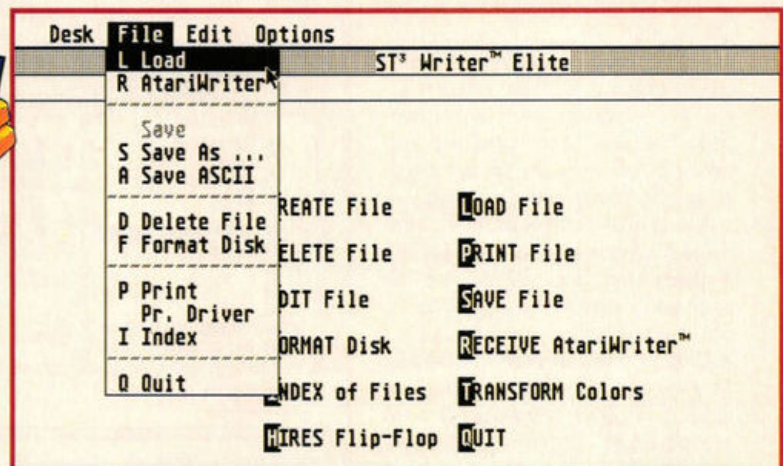 Desk File Edit Options
ST³ Writer™ Elite
L Load
R AtariWriter
Save
S Save As ...
A Save ASCII
D Delete File
F Format Disk
P Print
Pr. Driver
I Index
Q Quit
REATE File
LOAD File
ELETE File
PRINT File
DIT File
SAVE File
ORMAT Disk
RECEIVE AtariWriter™
NDEX of Files
TRANSFORM Colors
HIRES Flip-Flop
QUIT